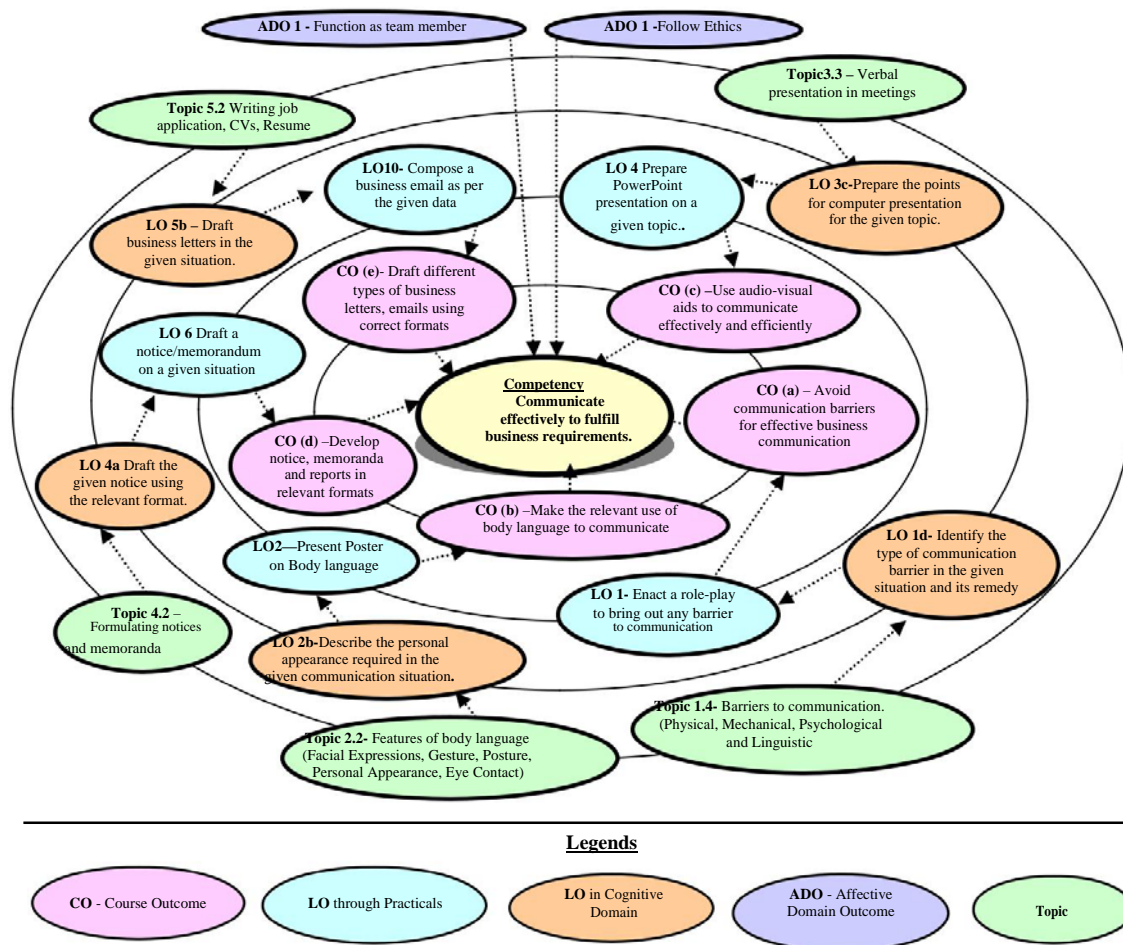 ADO 1 - Function as team member
ADO 1 -Follow Ethics
Topic 5.2 Writing job
application, CVs, Resume
Topic3.3 – Verbal
presentation in meetings
LO10- Compose a
business email as per
the given data
LO 4 Prepare
PowerPoint
presentation on a
given topic..
LO 3c-Prepare the points
for computer presentation
for the given topic.
LO 5b – Draft
business letters in the
given situation.
CO (e)- Draft different
types of business
letters, emails using
correct formats
CO (c) –Use audio-visual
aids to communicate
effectively and efficiently
LO 6 Draft a
notice/memorandum
on a given situation
Competency
Communicate
effectively to fulfill
business requirements.
CO (a) – Avoid
communication barriers
for effective business
communication
CO (d) –Develop
notice, memoranda
and reports in
relevant formats
LO 4a Draft the
given notice using
the relevant format.
CO (b) –Make the relevant use of
body language to communicate
LO2—Present Poster
on Body language
LO 1d- Identify the
type of communication
barrier in the given
situation and its remedy
LO 1- Enact a role-play
to bring out any barrier
to communication
Topic 4.2 –
Formulating notices
and memoranda
LO 2b-Describe the personal
appearance required in the
given communication situation.
Topic 1.4- Barriers to communication.
(Physical, Mechanical, Psychological
and Linguistic
Topic 2.2- Features of body language
(Facial Expressions, Gesture, Posture,
Personal Appearance, Eye Contact)
Legends
CO - Course Outcome
LO through Practicals
LO in Cognitive
Domain
ADO - Affective
Domain Outcome
Topic